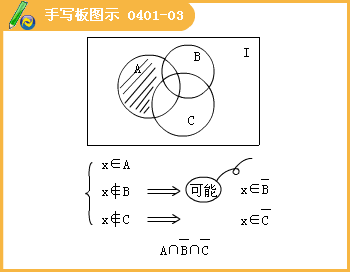 手写板图示 0401-03
I
A
B
C
x∈A
x∉B ⟹ 可能 x∈B̅
x∉C ⟹ x∈C̅
A∩B̅∩C̅